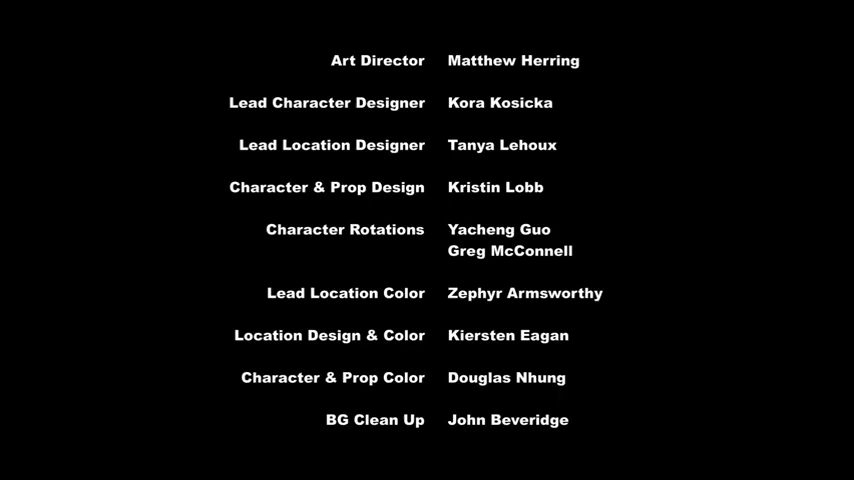 Art Director Matthew Herring
Lead Character Designer Kora Kosicka
Lead Location Designer Tanya Lehoux
Character & Prop Design Kristin Lobb
Character Rotations Yacheng Guo
Greg McConnell
Lead Location Color Zephyr Armsworthy
Location Design & Color Kiersten Eagan
Character & Prop Color Douglas Nhung
BG Clean Up John Beveridge